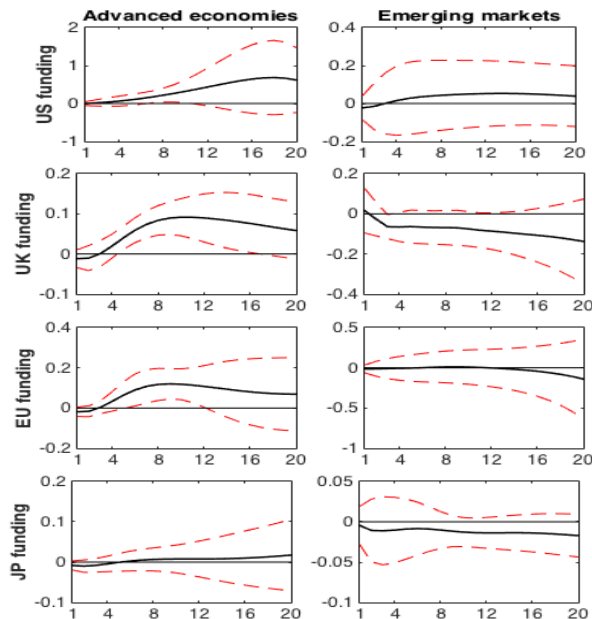 Advanced economies
Emerging markets
US funding
2
1
0
-1
1 4 8 12 16 20
0.4
0.2
0
-0.2
1 4 8 12 16 20
UK funding
0.2
0.1
0
-0.1
1 4 8 12 16 20
0.2
0
-0.2
0.4
1 4 8 12 16 20
EU funding
0.4
0.2
0
-0.2
1 4 8 12 16 20
0.5
0
-0.5
-1
1 4 8 12 16 20
JP funding
0.2
0.1
0
-0.1
1 4 8 12 16 20
0.05
0
-0.05
-0.1
1 4 8 12 16 20